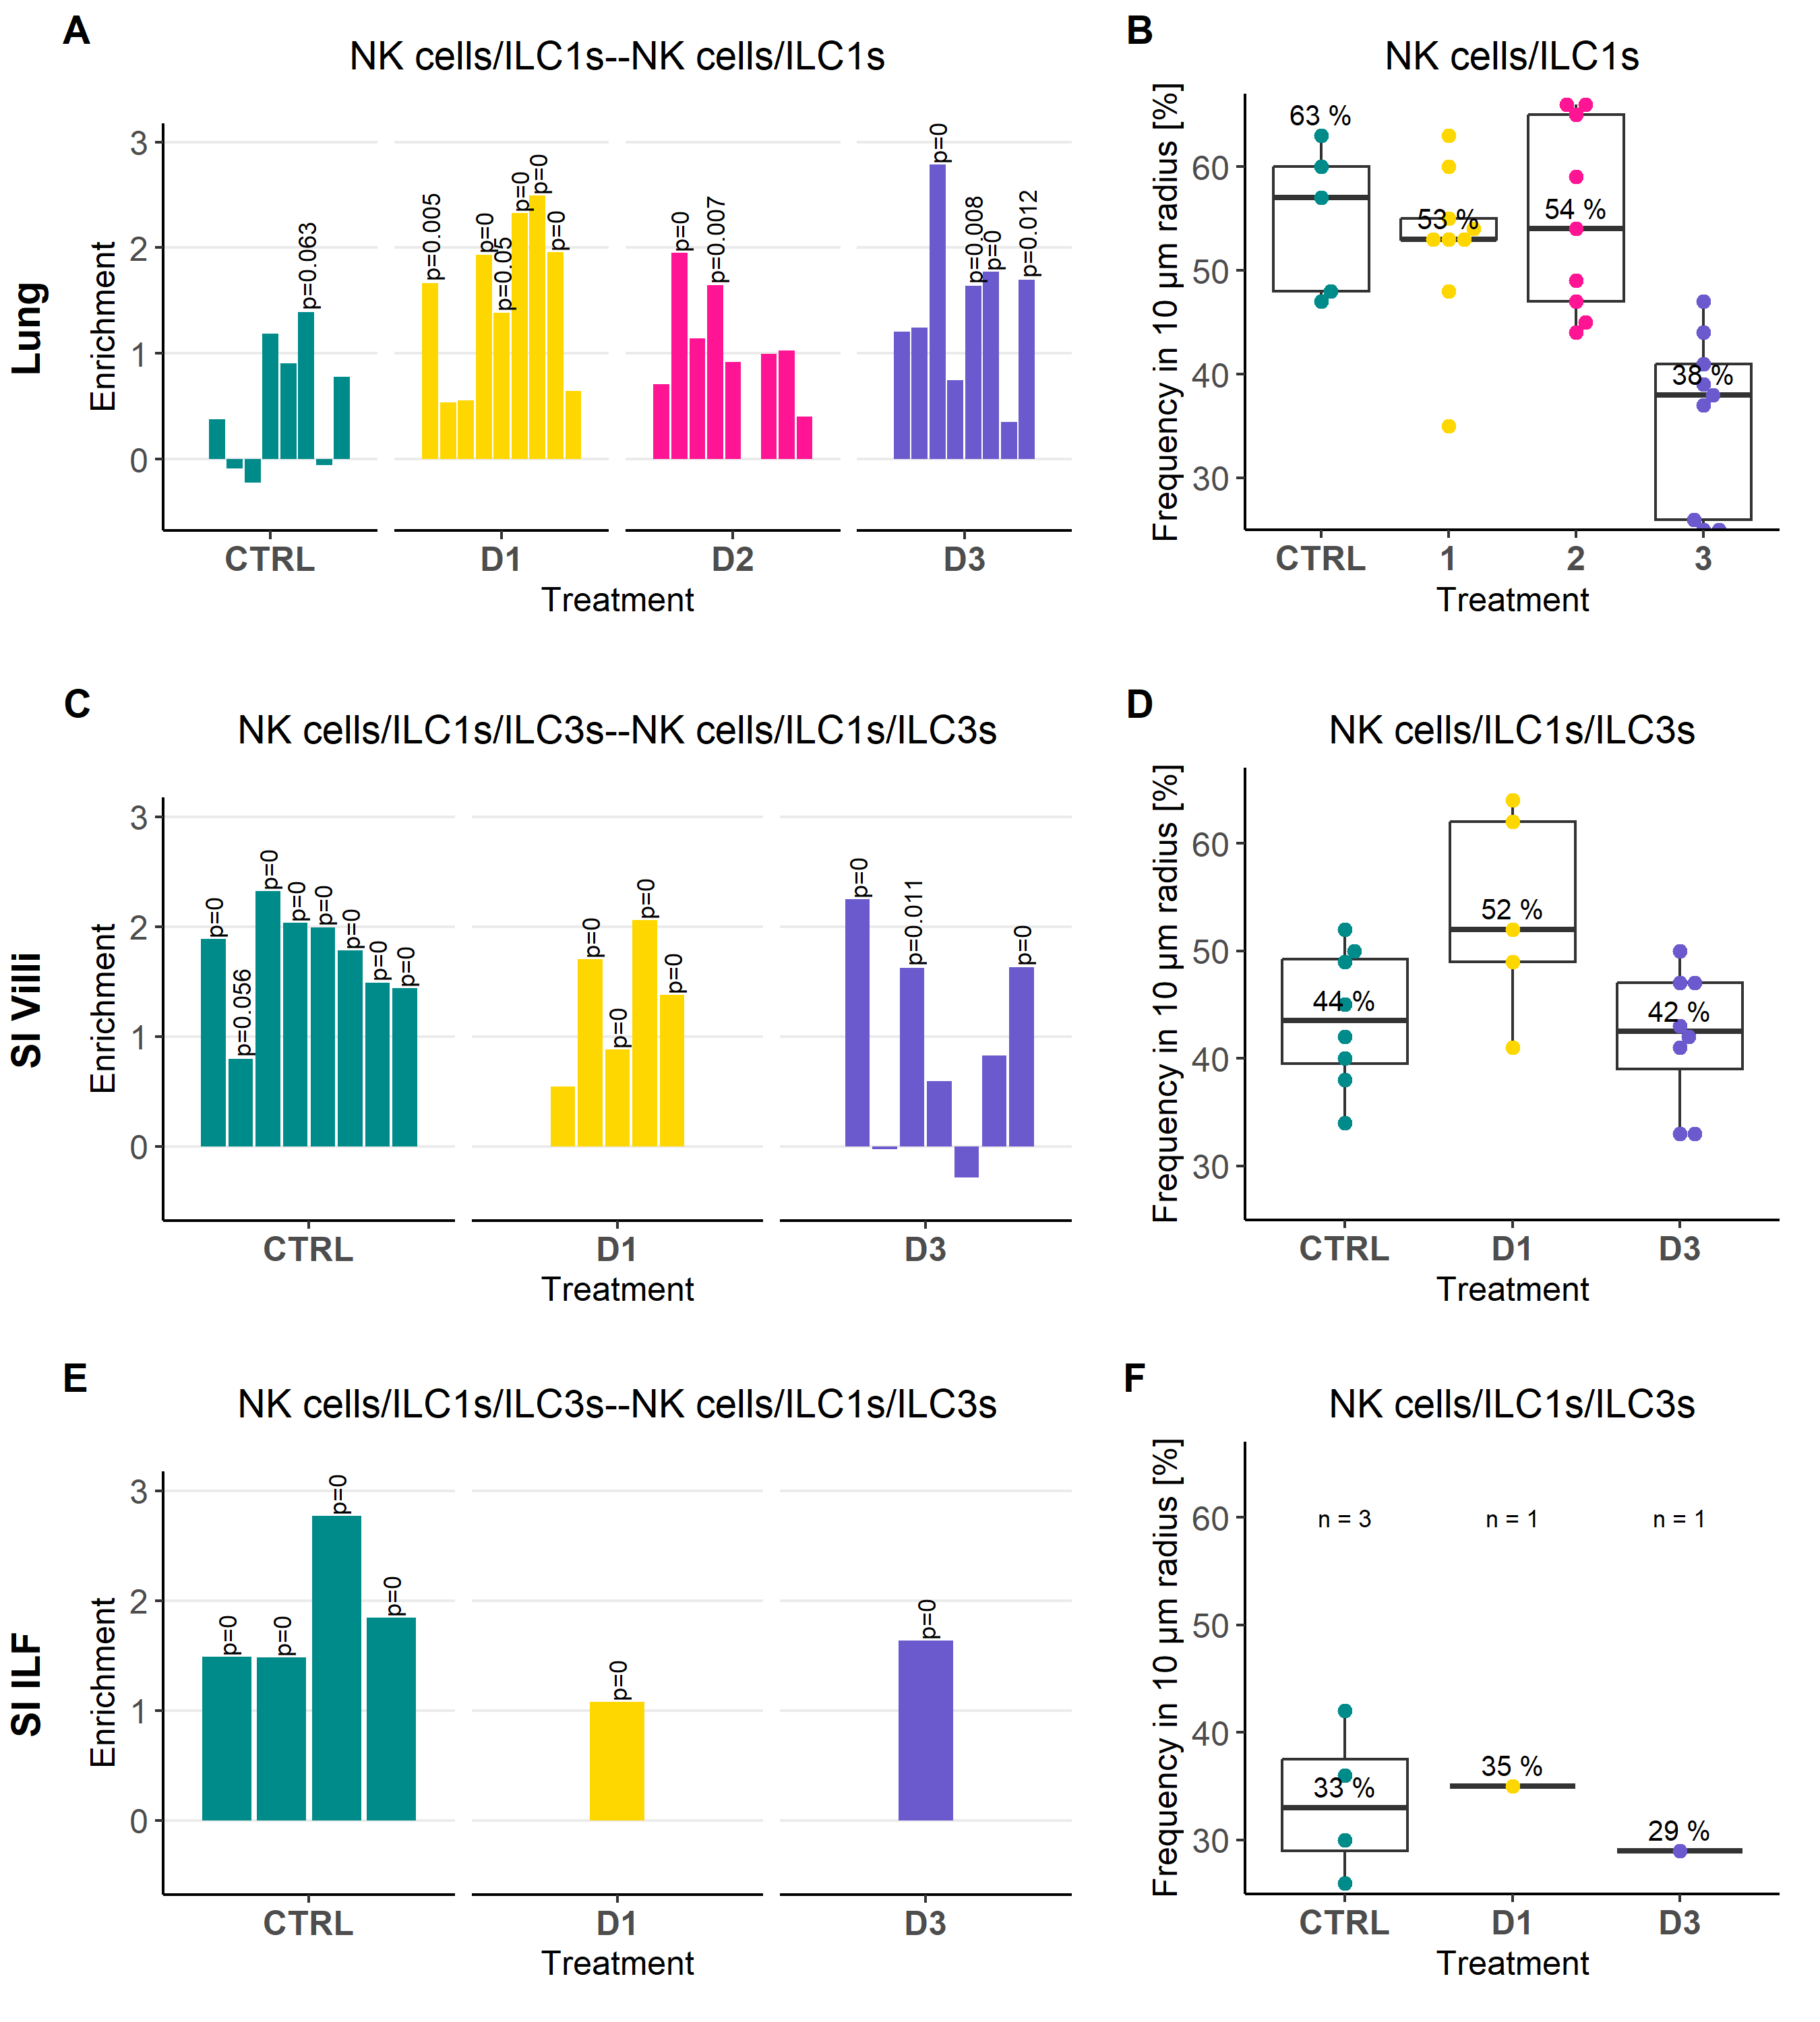 A
NK cells/ILC1s--NK cells/ILC1s
Lung
Enrichment
3
2
1
0
p=0.063
p=0.005
p=0
p=0.05
p=0
p=0
p=0
p=0
p=0.007
p=0
p=0.008
p=0
p=0.012
CTRL
D1
D2
D3
Treatment
B
NK cells/ILC1s
Frequency in 10 µm radius [%]
60
50
40
30
63 %
53 %
54 %
38 %
CTRL
1
2
3
Treatment
C
NK cells/ILC1s/ILC3s--NK cells/ILC1s/ILC3s
SI Villi
Enrichment
3
2
1
0
p=0
p=0.056
p=0
p=0
p=0
p=0
p=0
p=0
p=0
p=0
p=0
p=0
p=0
p=0.011
p=0
CTRL
D1
D3
Treatment
D
NK cells/ILC1s/ILC3s
Frequency in 10 µm radius [%]
60
50
40
30
44 %
52 %
42 %
CTRL
D1
D3
Treatment
E
NK cells/ILC1s/ILC3s--NK cells/ILC1s/ILC3s
SI ILF
Enrichment
3
2
1
0
p=0
p=0
p=0
p=0
p=0
p=0
CTRL
D1
D3
Treatment
F
NK cells/ILC1s/ILC3s
Frequency in 10 µm radius [%]
60
50
40
30
n = 3
n = 1
n = 1
33 %
35 %
29 %
CTRL
D1
D3
Treatment